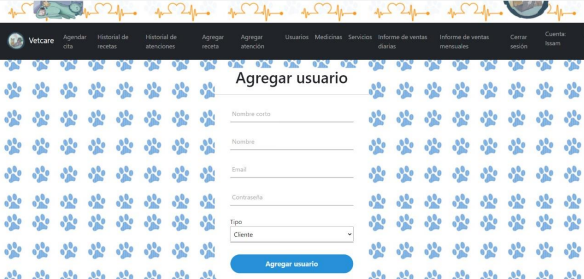 Vetcare
Agendar cita
Historial de recetas
Historial de atenciones
Agregar receta
Agregar atención
Usuarios
Medicinas
Servicios
Informe de ventas diarias
Informe de ventas mensuales
Cerrar sesión
Cuenta: Issam
Agregar usuario
Nombre corto
Nombre
Email
Contraseña
Tipo
Cliente
Agregar usuario